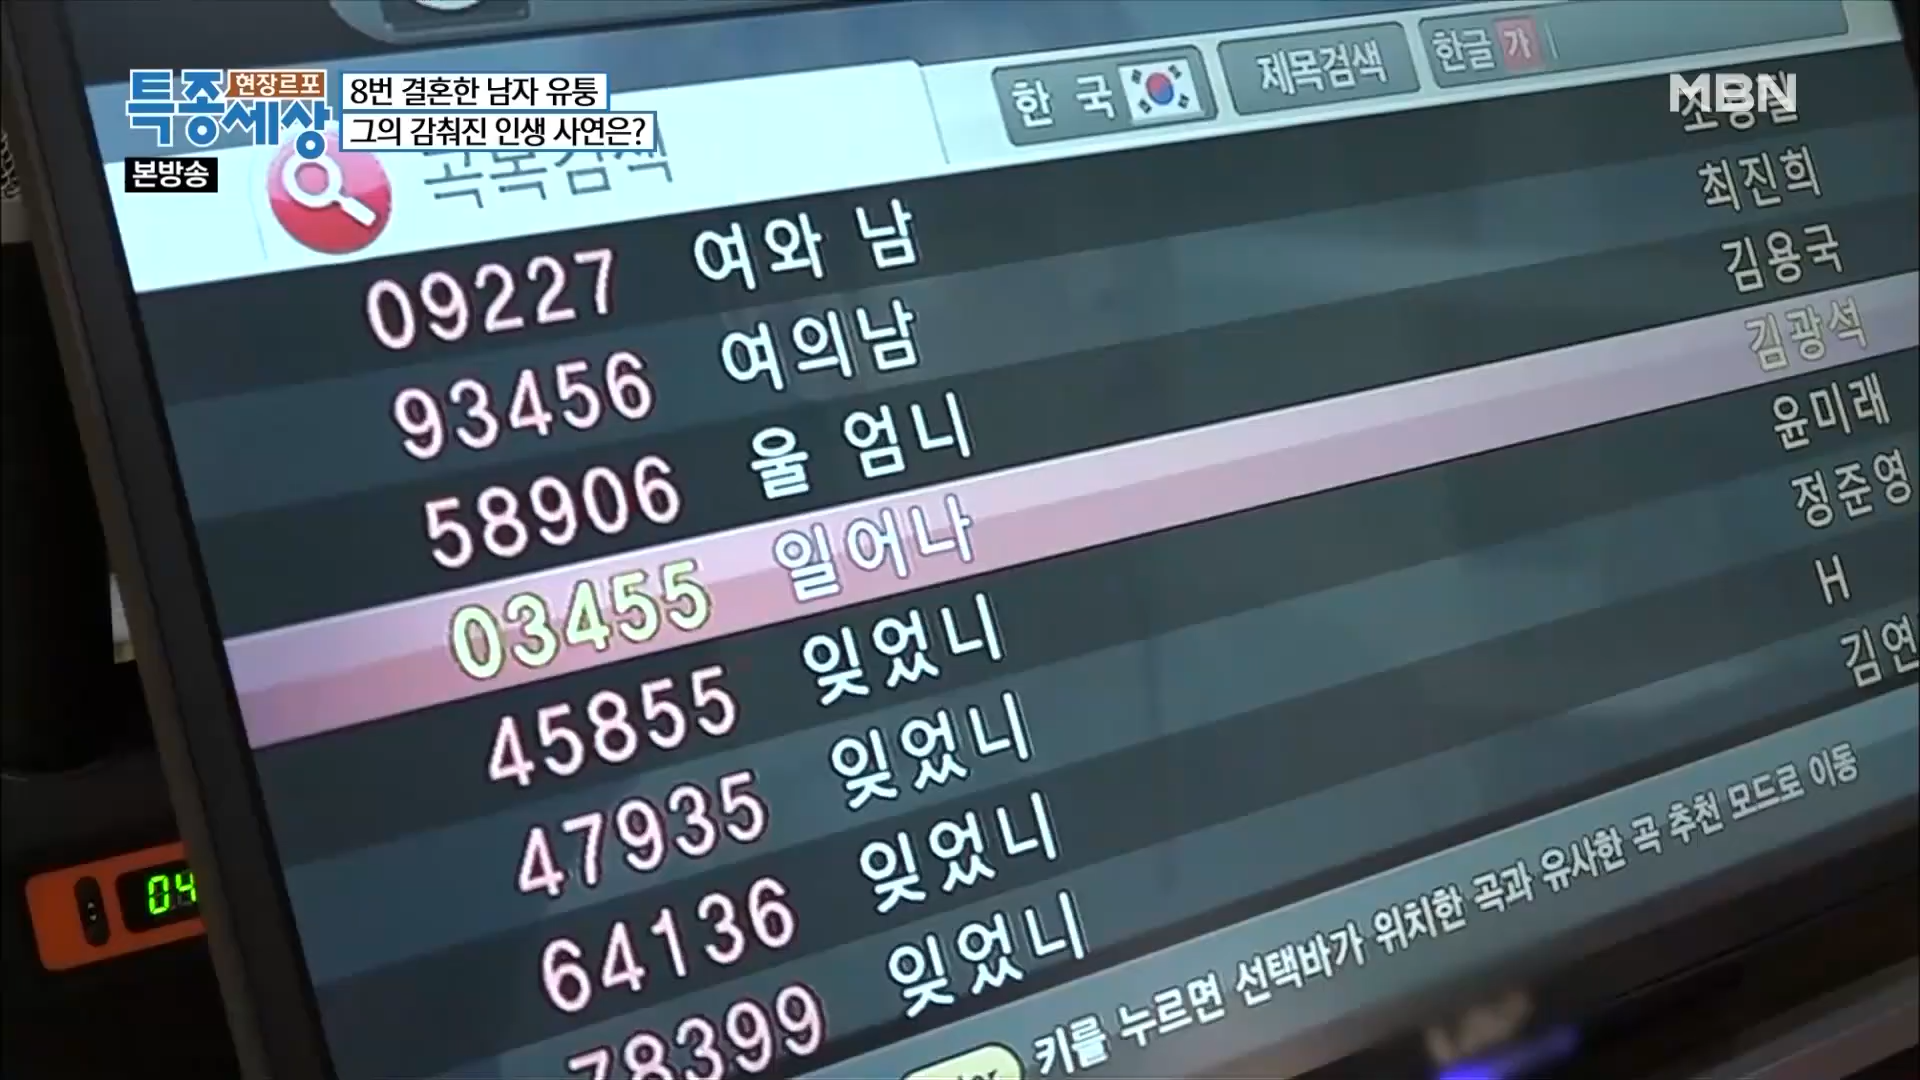 특종세상 현장르포
8번 결혼한 남자 유통
그의 감춰진 인생 사연은?
본방송
MBN
곡목검색
한 국
제목검색
한글 가
09227 여와 남
93456 여의남 최진희
58906 울 엄니 김용국
03455 일어나 김광석
45855 잊었니 윤미래
47935 잊었니 정준영
64136 잊었니 H
78399 잊었니 김연
키를 누르면 선택바가 위치한 곡과 유사한 곡 추천 모드로 이동
04